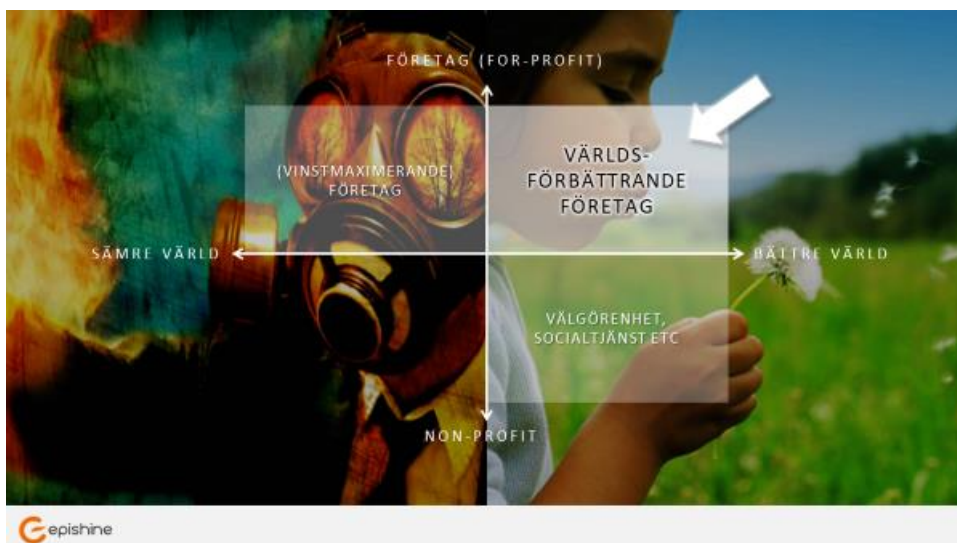 FÖRETAG (FOR-PROFIT)
(VINSTMAXIMERANDE)
FÖRETAG
VÄRLDS-
FÖRBÄTTRANDE
FÖRETAG
SÄMRE VÄRLD
BÄTTRE VÄRLD
VÄLGÖRENHET,
SOCIALTJÄNST ETC
NON-PROFIT
epishine